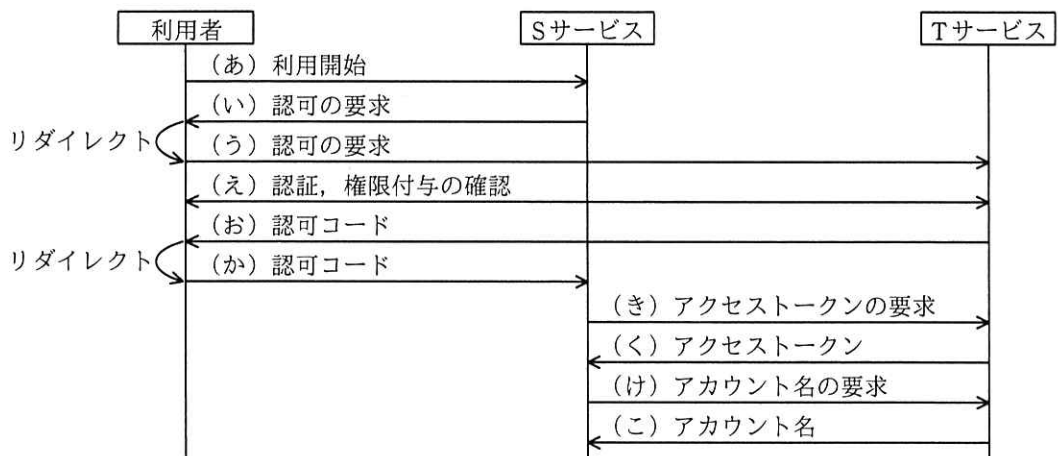 利用者 Sサービス Tサービス
(あ) 利用開始
(い) 認可の要求
リダイレクト
(う) 認可の要求
(え) 認証，権限付与の確認
(お) 認可コード
リダイレクト
(か) 認可コード
(き) アクセストークンの要求
(く) アクセストークン
(け) アカウント名の要求
(こ) アカウント名